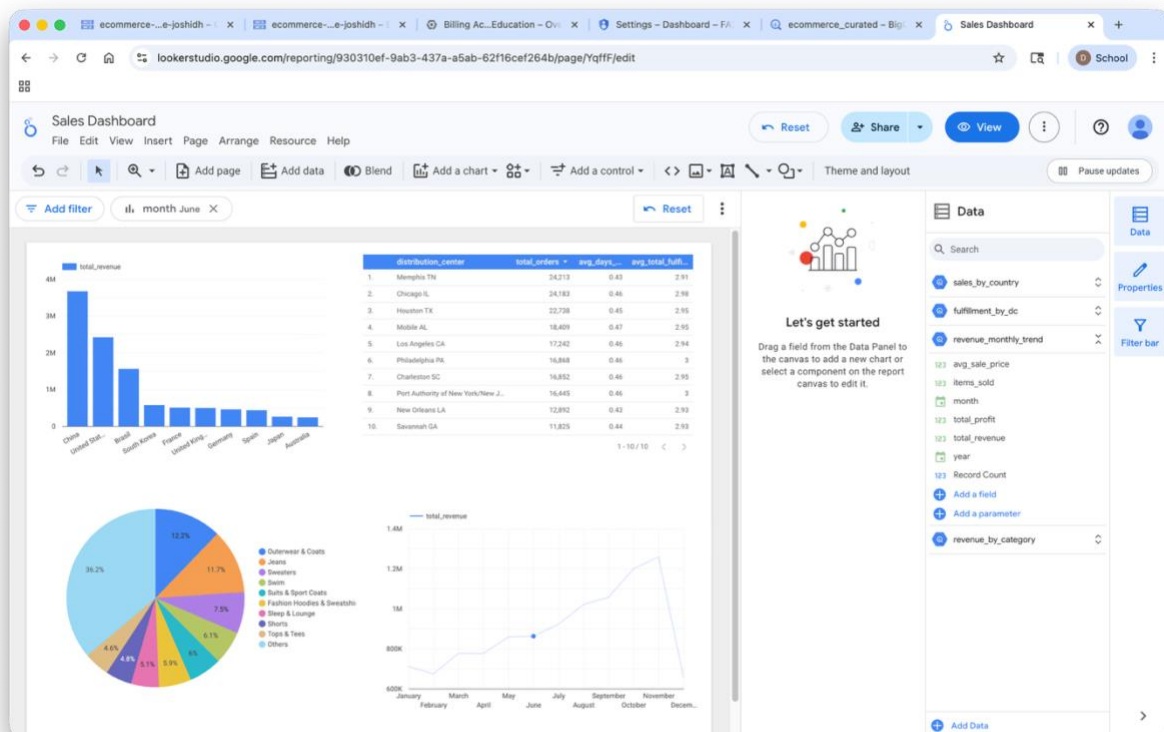 ecommerce-...e-joshidh –
ecommerce-...e-joshidh –
Billing Ac...Education – Ov
Settings – Dashboard – FA
ecommerce_curated – Big
Sales Dashboard
lookerstudio.google.com/reporting/930310ef-9ab3-437a-a5ab-62f16cef264b/page/YqffF/edit
D School
Sales Dashboard
File Edit View Insert Page Arrange Resource Help
Reset
Share
View
Add page
Add data
Blend
Add a chart
Add a control
Theme and layout
Pause updates
Add filter
month June
Reset
total_revenue
4M
3M
2M
1M
0
China
United Stat...
Brasil
South Korea
France
United King...
Germany
Spain
Japan
Australia
distribution_center total_orders avg_days_... avg_total_fulfi...
1. Memphis TN 24,213 0.43 2.91
2. Chicago IL 24,183 0.46 2.98
3. Houston TX 22,738 0.45 2.95
4. Mobile AL 18,409 0.47 2.95
5. Los Angeles CA 17,242 0.46 2.94
6. Philadelphia PA 16,868 0.46 3
7. Charleston SC 16,852 0.46 2.95
8. Port Authority of New York/New J... 16,445 0.46 3
9. New Orleans LA 12,892 0.43 2.93
10. Savannah GA 11,825 0.44 2.93
1 - 10 / 10
12.2%
11.7%
7.5%
6.1%
6%
5.9%
5.1%
4.8%
4.6%
36.2%
Outerwear & Coats
Jeans
Sweaters
Swim
Suits & Sport Coats
Fashion Hoodies & Sweatshi
Sleep & Lounge
Shorts
Tops & Tees
Others
total_revenue
1.4M
1.2M
1M
800K
600K
January
February
March
April
May
June
July
August
September
October
November
Decem...
Let's get started
Drag a field from the Data Panel to
the canvas to add a new chart or
select a component on the report
canvas to edit it.
Data
Search
sales_by_country
fulfillment_by_dc
revenue_monthly_trend
123 avg_sale_price
123 items_sold
month
123 total_profit
123 total_revenue
year
123 Record Count
Add a field
Add a parameter
revenue_by_category
Add Data
Data
Properties
Filter bar